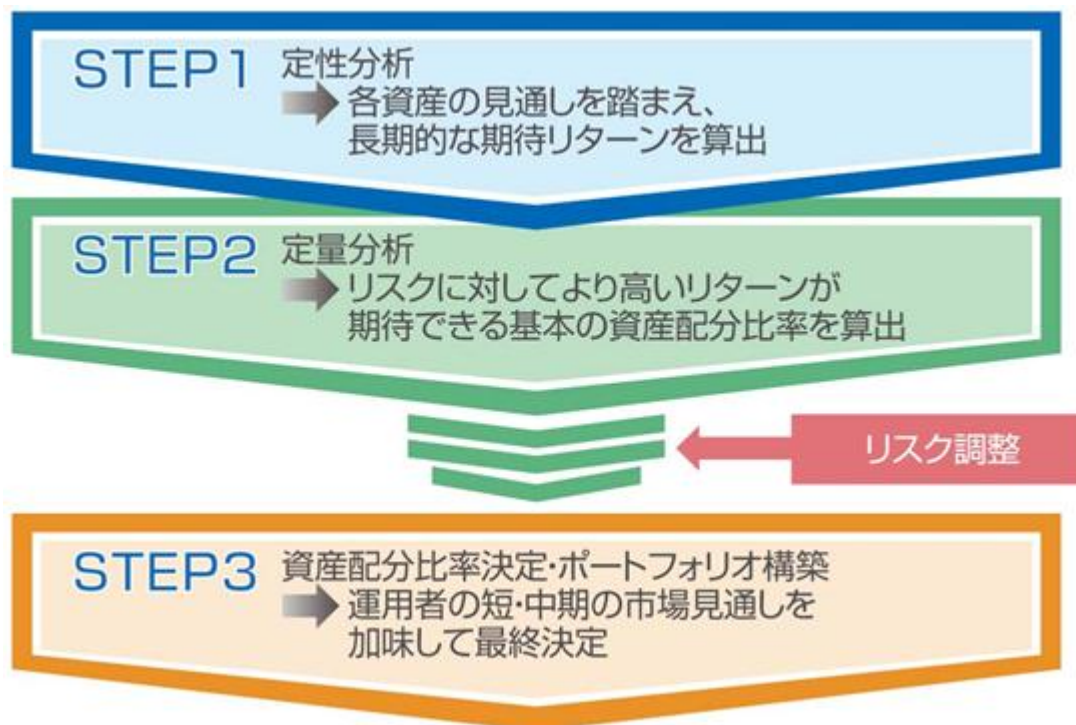 STEP1 定性分析
各資産の見通しを踏まえ、
長期的な期待リターンを算出
STEP2 定量分析
リスクに対してより高いリターンが
期待できる基本の資産配分比率を算出
リスク調整
STEP3 資産配分比率決定・ポートフォリオ構築
運用者の短・中期の市場見通しを
加味して最終決定